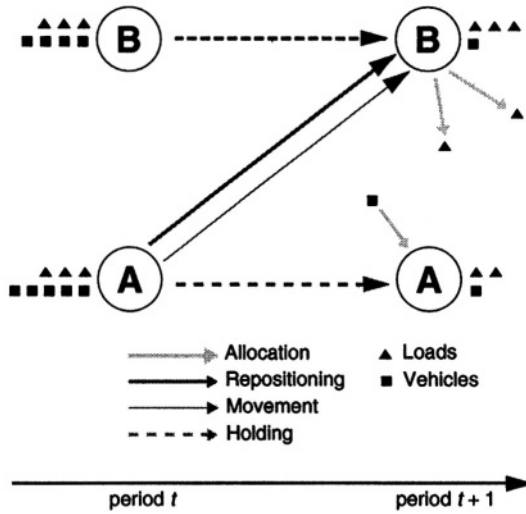 B
B
A
A
Allocation
Loads
Repositioning
Vehicles
Movement
Holding
period t
period t + 1